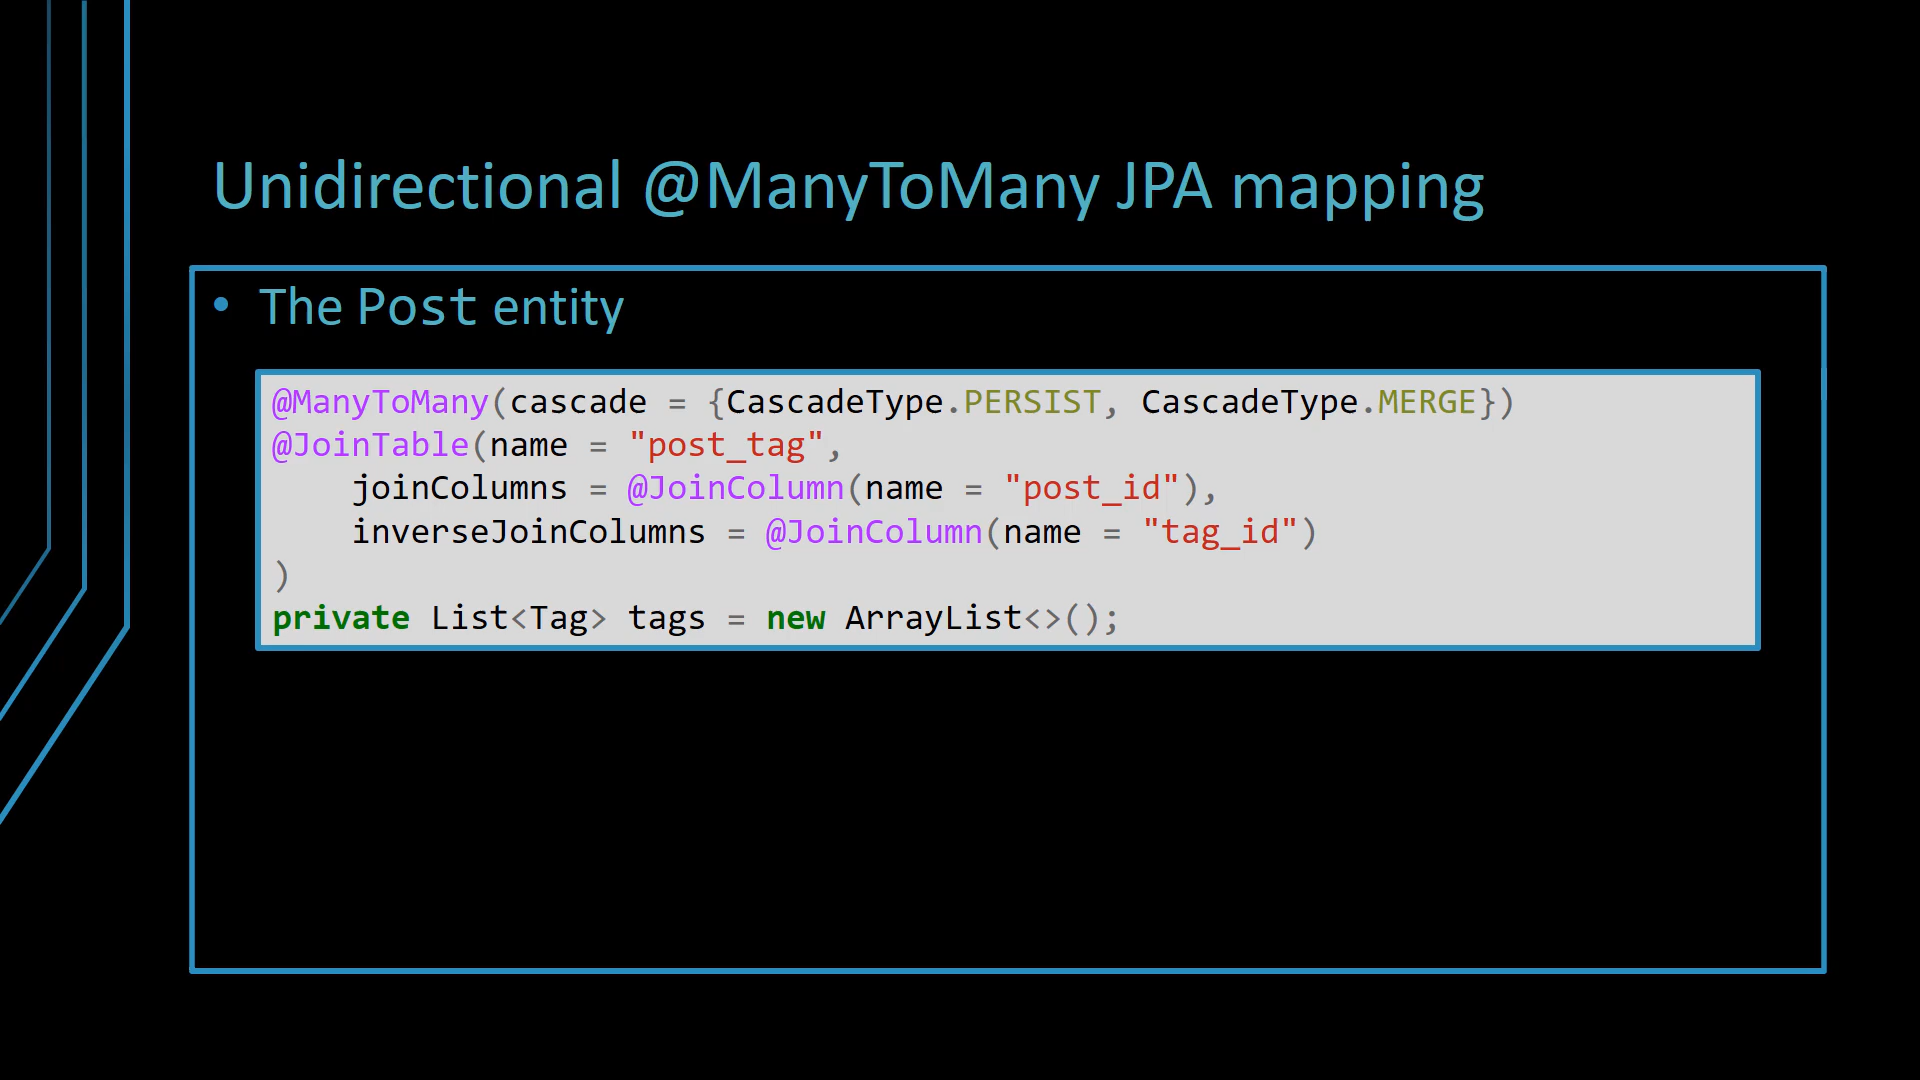 Unidirectional @ManyToMany JPA mapping
• The Post entity
@ManyToMany(cascade = {CascadeType.PERSIST, CascadeType.MERGE})
@JoinTable(name = "post_tag",
    joinColumns = @JoinColumn(name = "post_id"),
    inverseJoinColumns = @JoinColumn(name = "tag_id")
)
private List<Tag> tags = new ArrayList<>();